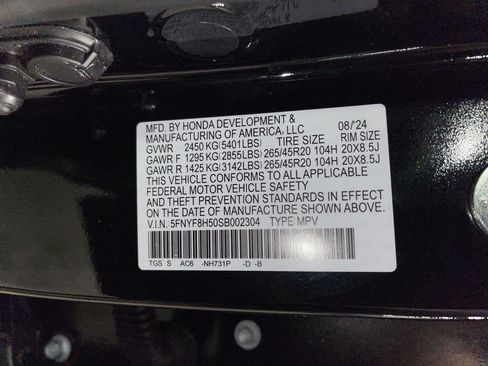 MFD. BY HONDA DEVELOPMENT & 08/'24
MANUFACTURING OF AMERICA, LLC
GVWR 2450 KG (5401LBS) TIRE SIZE RIM SIZE
GAWR F 1295 KG (2855LBS) 265/45R20 104H 20X8.5J
GAWR R 1425 KG (3142LBS) 265/45R20 104H 20X8.5J
THIS VEHICLE CONFORMS TO ALL APPLICABLE
FEDERAL MOTOR VEHICLE SAFETY
AND THEFT PREVENTION STANDARDS IN EFFECT
ON THE DATE OF MANUFACTURE SHOWN ABOVE.
V.I.N. 5FNYF8H50SB002304 TYPE: MPV
TGS S AC6 -NH731P -D -B